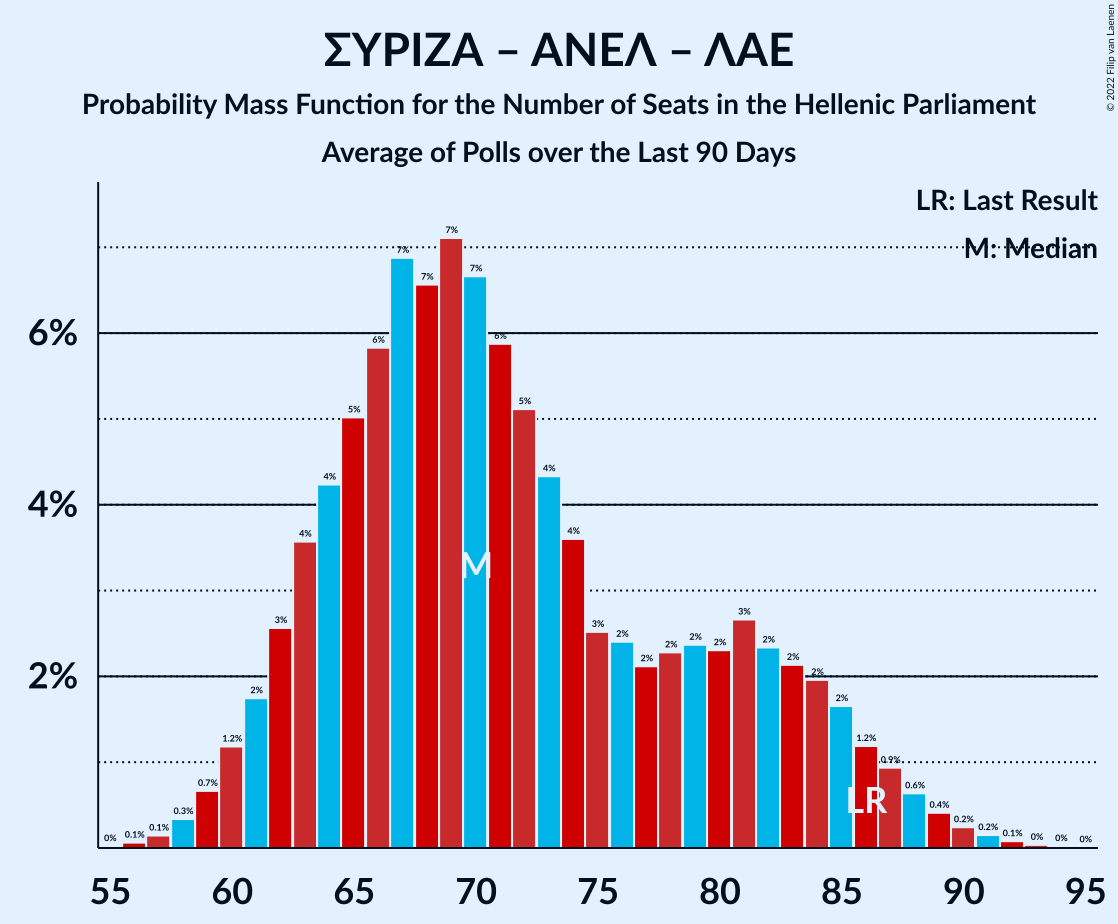 ΣΥΡΙΖΑ – ΑΝΕΛ – ΛΑΕ
Probability Mass Function for the Number of Seats in the Hellenic Parliament
Average of Polls over the Last 90 Days
© 2022 Filip van Laenen
LR: Last Result
M: Median
6%
4%
2%
0% 0.1% 0.1% 0.3% 0.7% 1.2% 2% 3% 4% 4% 5% 6% 7% 7% 7% 7% 6% 5% 4% 4% 3% 2% 2% 2% 2% 2% 3% 2% 2% 2% 2% 1.2% 0.9% 0.6% 0.4% 0.2% 0.2% 0.1% 0% 0% 0%
M
LR
55 60 65 70 75 80 85 90 95